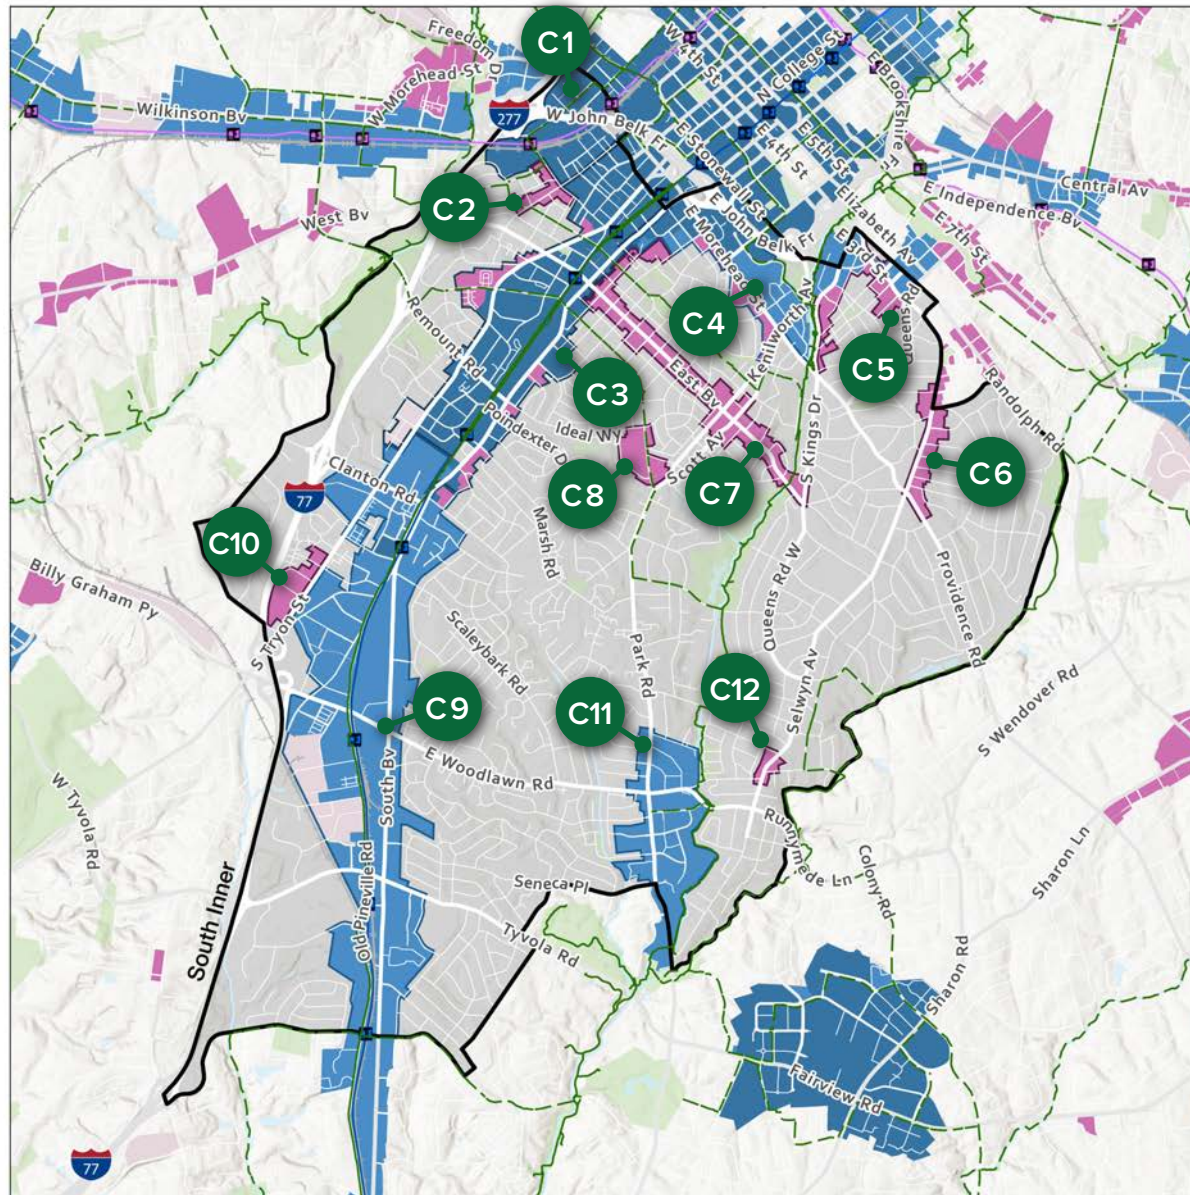 Freedom D
C1
W 4th St
N College St
E Brookshire Fr
W Morehead St
Wilkinson Bv
277
W John Belk Fr
E Stonewall St
E 4th St
E 5th St
Central Av
E Independence Bv
C2
West Bv
E John Belk Fr
Elizabeth Av
E 7th St
E Morehead S
E 3rd St
C4
Kenilworth Av
Queens Rd
C5
Remount Rd
C3
East Bv
Randolph Rd
Poindexter D
Ideal Wy
Scott Av
S Kings Dr
C6
Clanton Rd
C8
C7
77
Marsh Rd
C10
Billy Graham Py
Queens Rd W
Providence Rd
S Tryon St
Scaleybark Rd
Park Rd
Selwyn Av
S Wendover Rd
C9
C11
C12
W Tyvola Rd
South Bv
E Woodlawn Rd
Runnymede Ln
Colony Rd
Sharon Ln
South Inner
Old Pineville Rd
Seneca Pl
Tyvola Rd
Sharon Rd
Fairview Rd
77